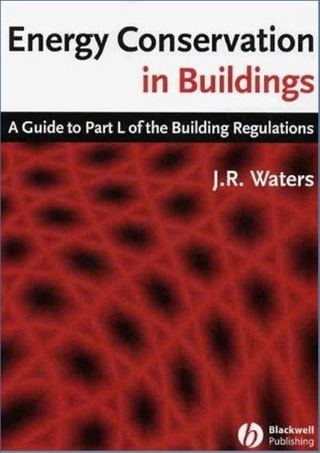 Energy Conservation
in Buildings
A Guide to Part L of the Building Regulations
J.R. Waters
Blackwell
Publishing